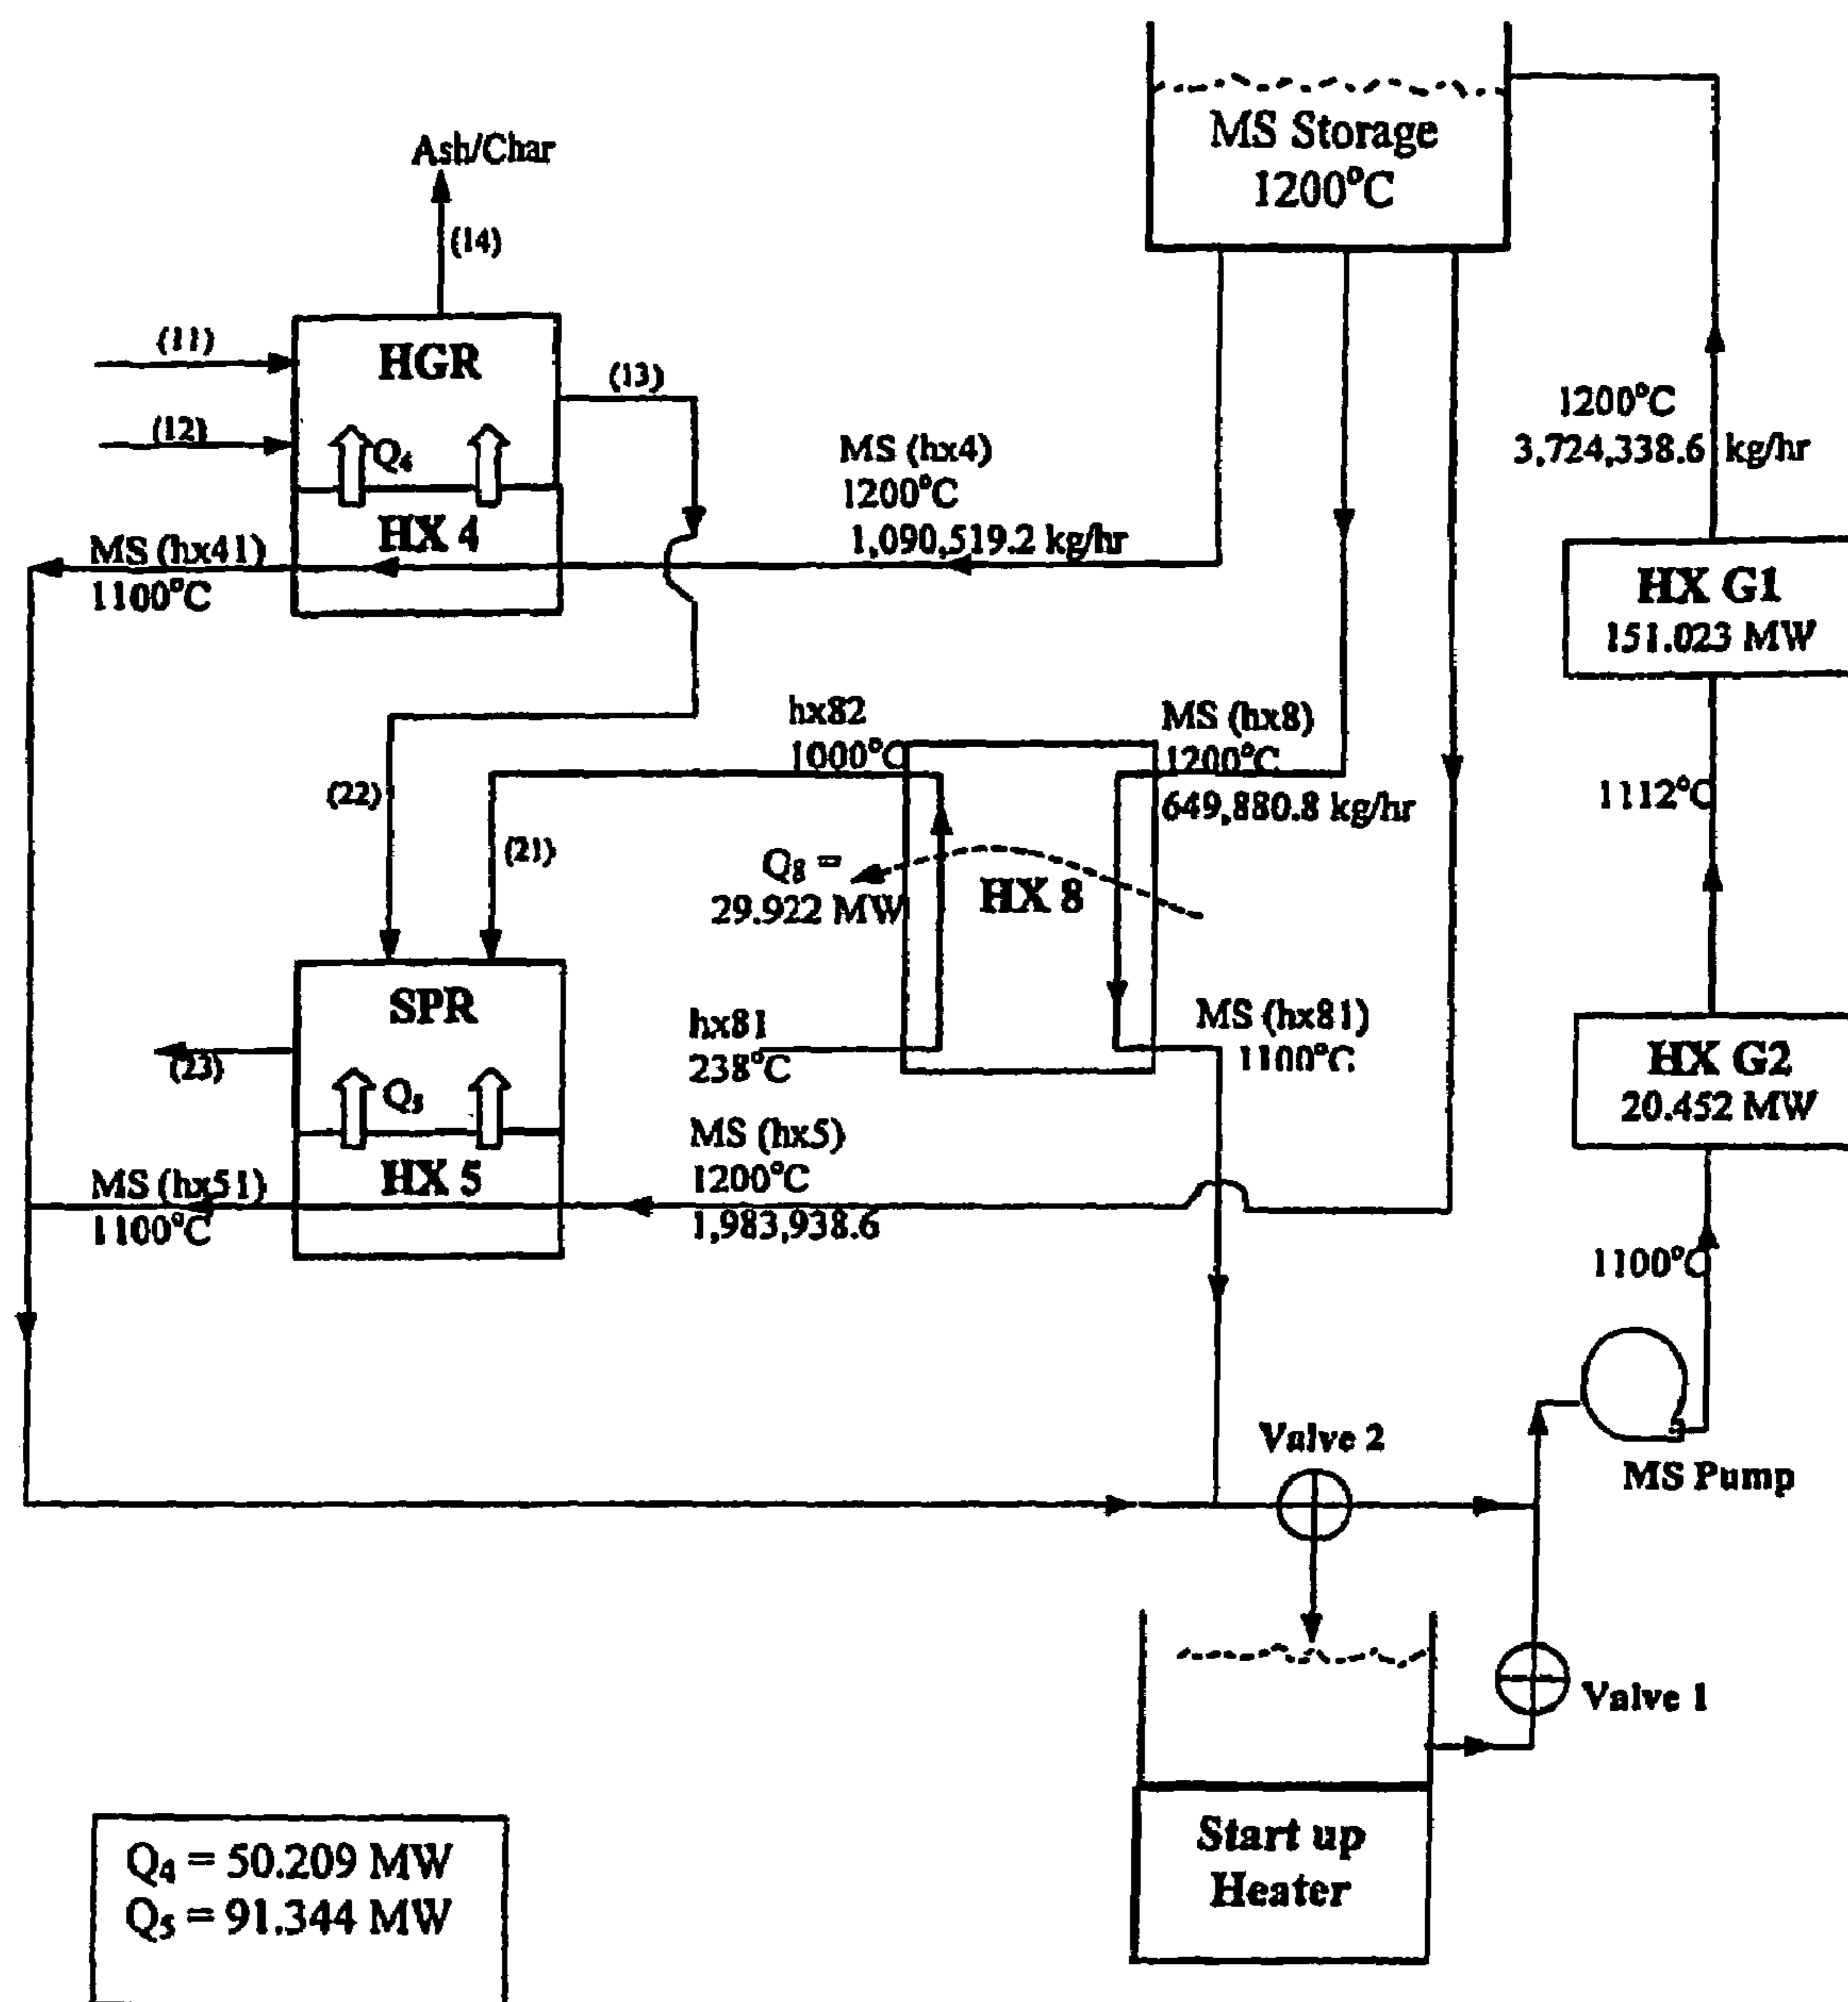 MS Storage
1200°C
Ash/Char
(14)
(11)
HGR
(13)
(12)
Q₄
HX 4
MS (hx41)
1100°C
MS (hx4)
1200°C
1,090,519.2 kg/hr
1200°C
3,724,338.6 kg/hr
HX G1
151.023 MW
1112°C
HX G2
20.452 MW
1100°C
hx82
1000°C
MS (hx8)
1200°C
649,880.8 kg/hr
(22)
(21)
Q₈ =
29.922 MW
HX 8
SPR
(23)
Q₅
HX 5
hx81
238°C
MS (hx81)
1100°C
MS (hx51)
1100°C
MS (hx5)
1200°C
1,983,938.6
Valve 2
MS Pump
Valve 1
Start up
Heater
Q₄ = 50.209 MW
Q₅ = 91.344 MW